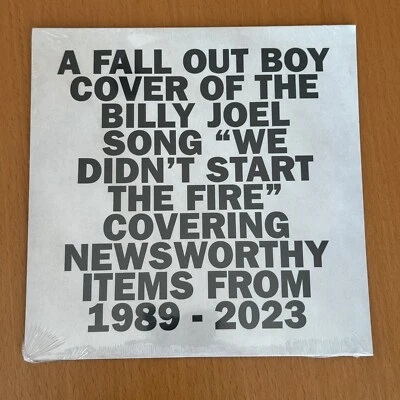 A FALL OUT BOY
COVER OF THE
BILLY JOEL
SONG “WE
DIDN’T START
THE FIRE”
COVERING
NEWSWORTHY
ITEMS FROM
1989 - 2023